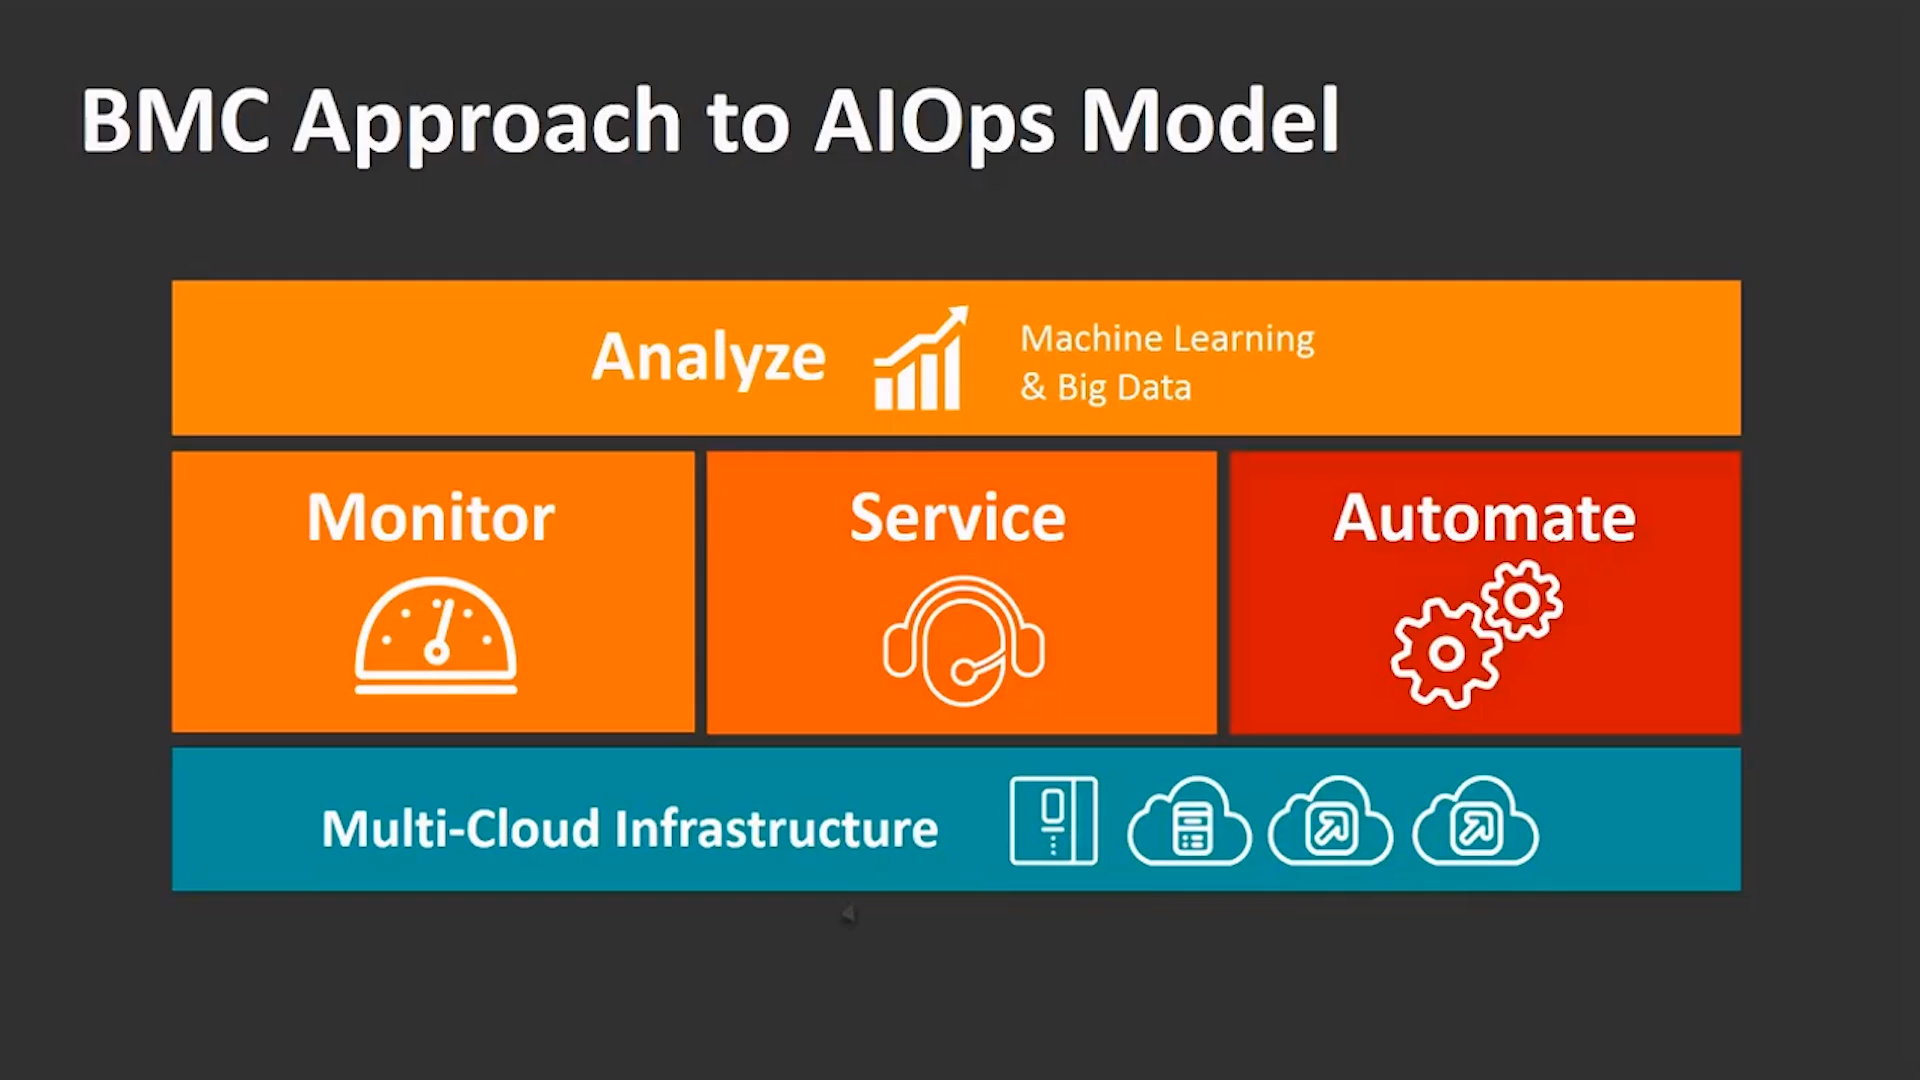 BMC Approach to AIOps Model
Analyze
Machine Learning
& Big Data
Monitor
Service
Automate
Multi-Cloud Infrastructure